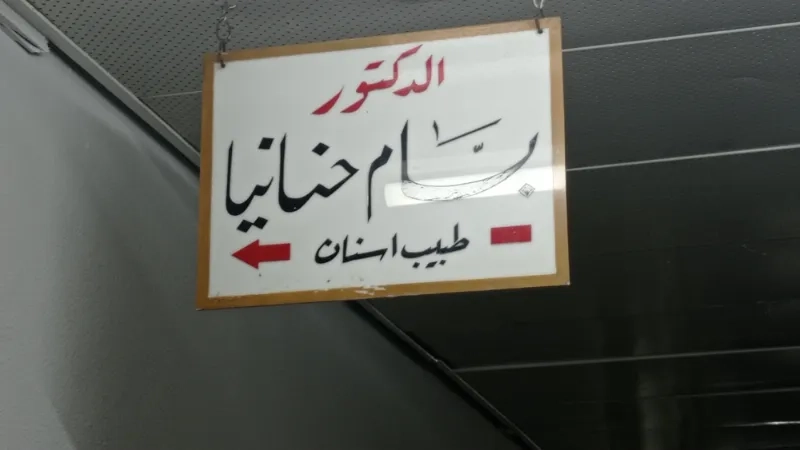 الدكتور
بسام حنانيا
طبيب اسنان